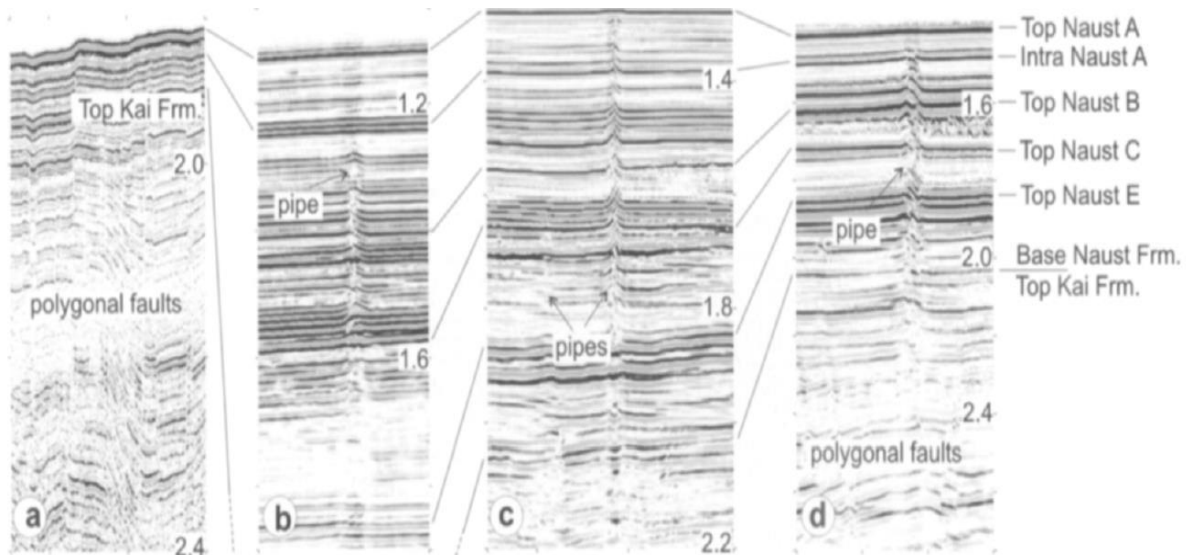 Top Kai Frm.
2.0
polygonal faults
a
2.4
1.2
pipe
1.6
b
1.4
1.8
pipes
c
2.2
1.6
pipe
2.0
2.4
polygonal faults
d
Top Naust A
Intra Naust A
Top Naust B
Top Naust C
Top Naust E
Base Naust Frm.
Top Kai Frm.